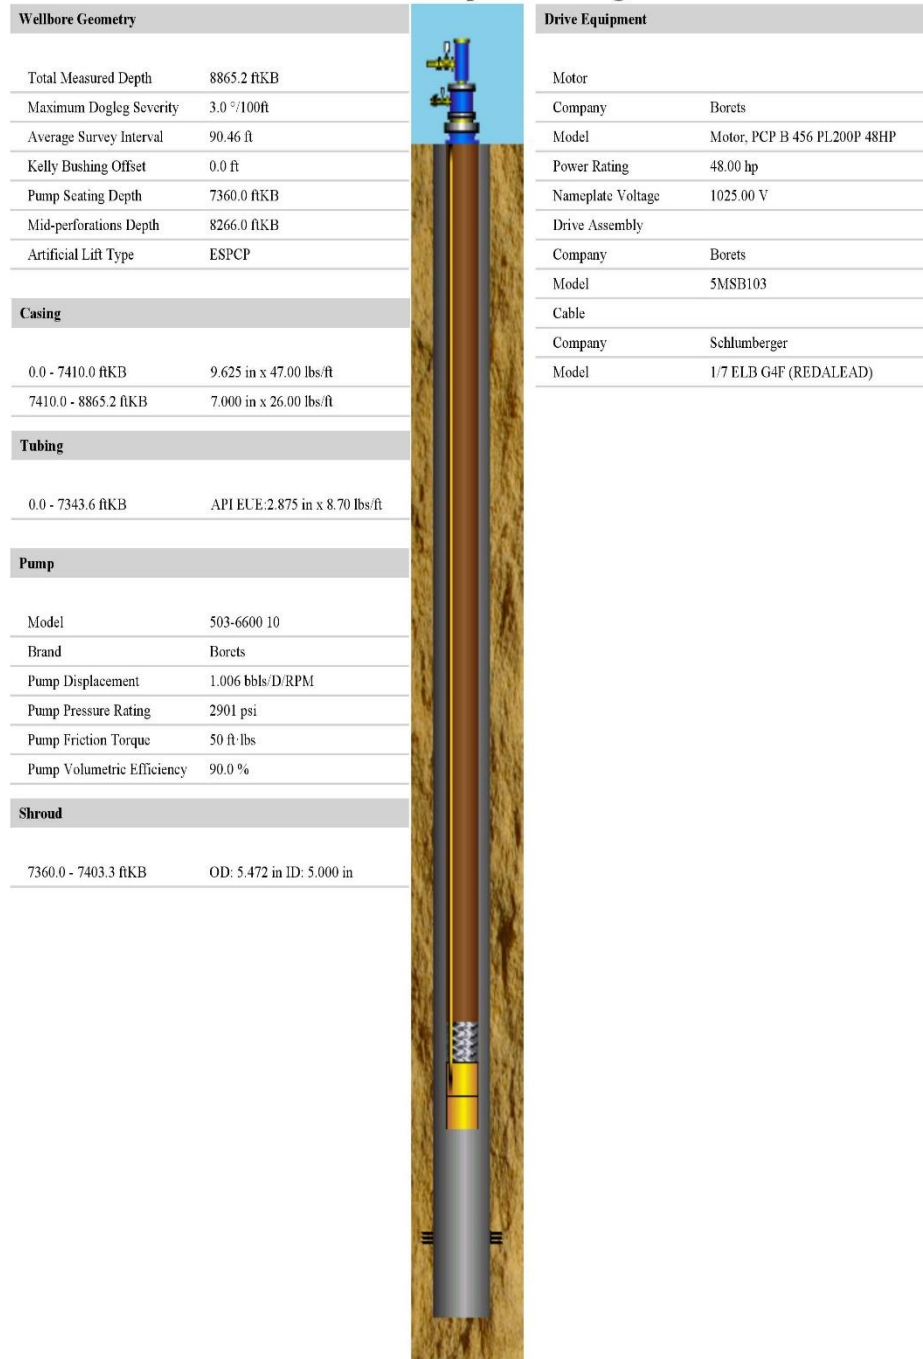 Wellbore Geometry
Total Measured Depth 8865.2 ftKB
Maximum Dogleg Severity 3.0 °/100ft
Average Survey Interval 90.46 ft
Kelly Bushing Offset 0.0 ft
Pump Seating Depth 7360.0 ftKB
Mid-perforations Depth 8266.0 ftKB
Artificial Lift Type ESPCP
Casing
0.0 - 7410.0 ftKB 9.625 in x 47.00 lbs/ft
7410.0 - 8865.2 ftKB 7.000 in x 26.00 lbs/ft
Tubing
0.0 - 7343.6 ftKB API EUE:2.875 in x 8.70 lbs/ft
Pump
Model 503-6600 10
Brand Borets
Pump Displacement 1.006 bbls/D/RPM
Pump Pressure Rating 2901 psi
Pump Friction Torque 50 ft·lbs
Pump Volumetric Efficiency 90.0 %
Shroud
7360.0 - 7403.3 ftKB OD: 5.472 in ID: 5.000 in
Drive Equipment
Motor
Company Borets
Model Motor, PCP B 456 PL200P 48HP
Power Rating 48.00 hp
Nameplate Voltage 1025.00 V
Drive Assembly
Company Borets
Model 5MSB103
Cable
Company Schlumberger
Model 1/7 ELB G4F (REDALEAD)